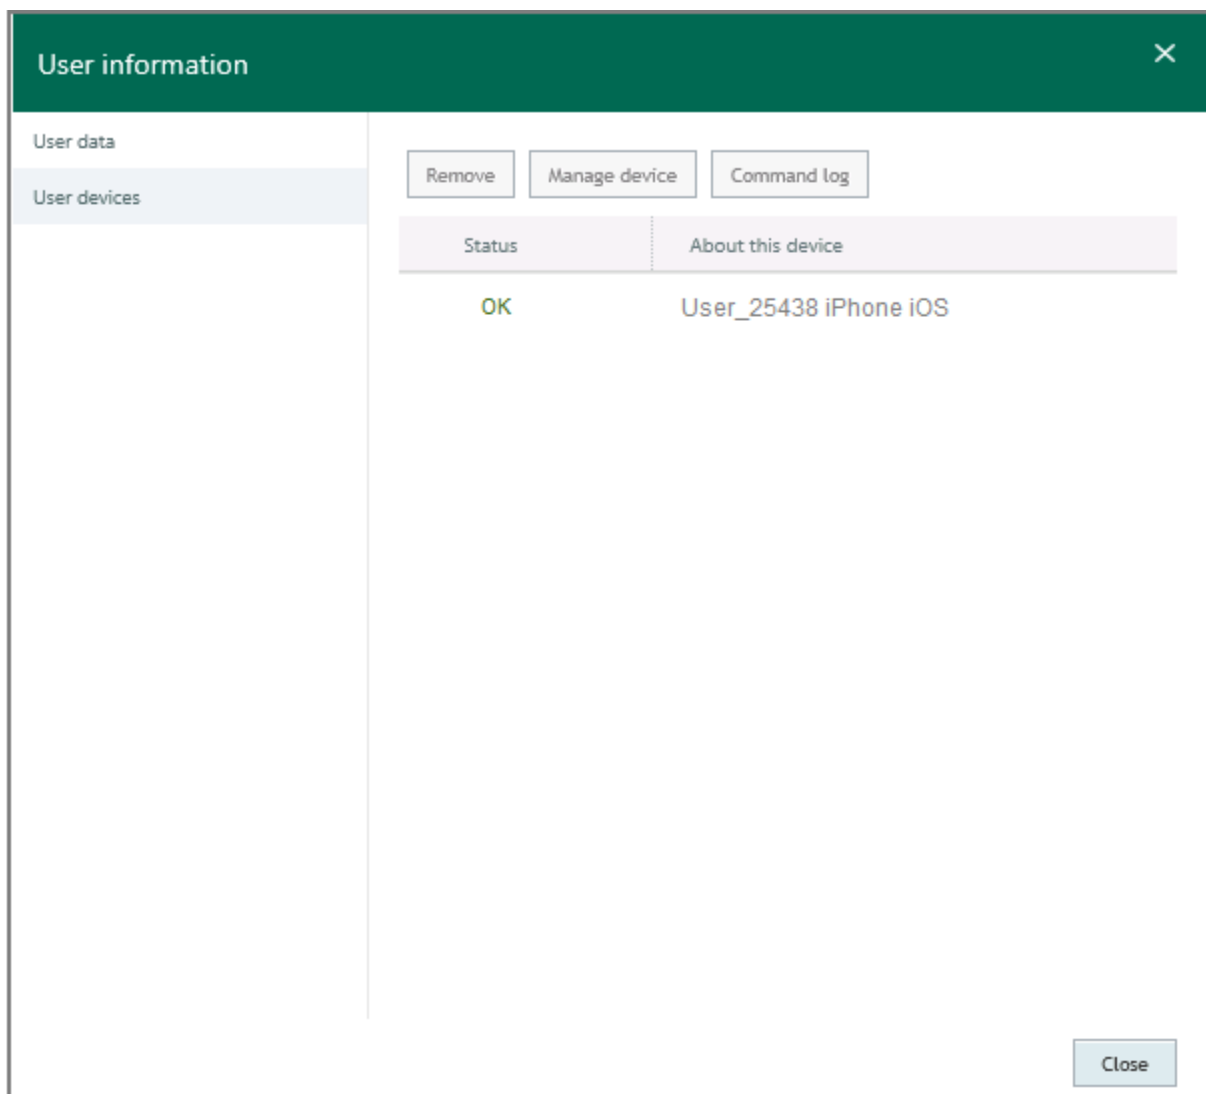 User information
User data
User devices
Remove Manage device Command log
Status About this device
OK User_25438 iPhone iOS
Close